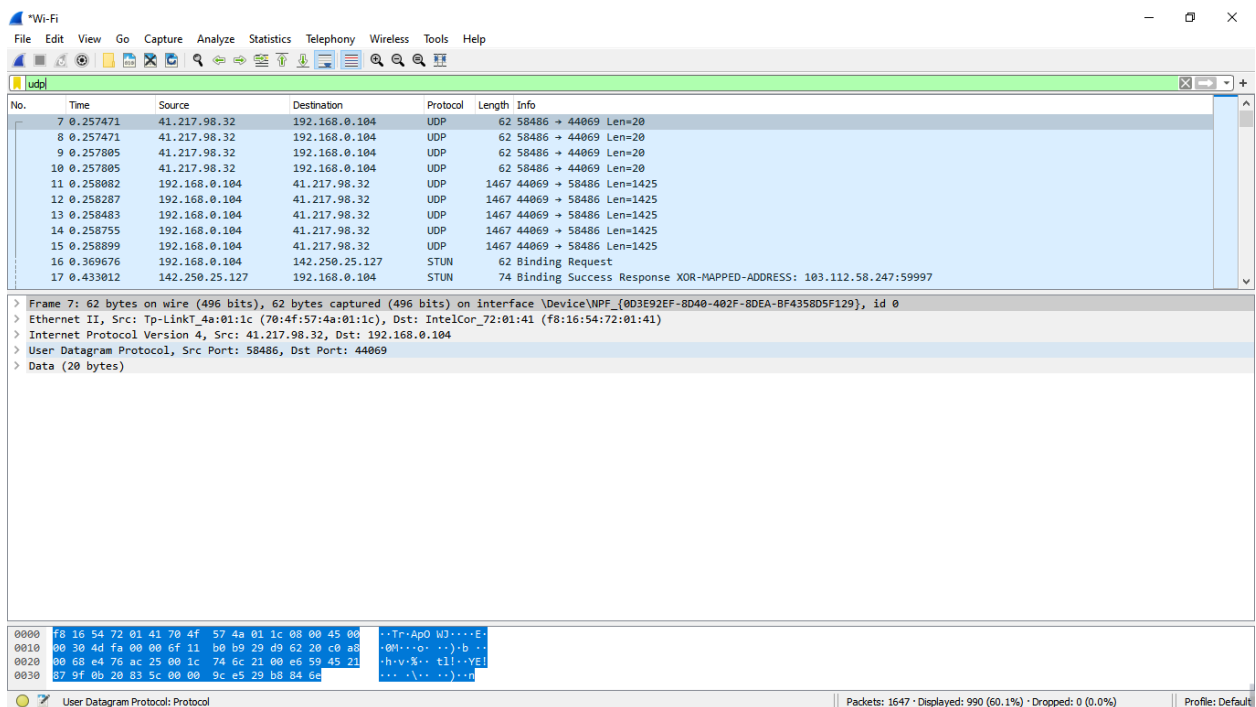 *Wi-Fi
File Edit View Go Capture Analyze Statistics Telephony Wireless Tools Help
udp
No. Time Source Destination Protocol Length Info
7 0.257471 41.217.98.32 192.168.0.104 UDP 62 58486 → 44069 Len=20
8 0.257471 41.217.98.32 192.168.0.104 UDP 62 58486 → 44069 Len=20
9 0.257805 41.217.98.32 192.168.0.104 UDP 62 58486 → 44069 Len=20
10 0.257805 41.217.98.32 192.168.0.104 UDP 62 58486 → 44069 Len=20
11 0.258082 192.168.0.104 41.217.98.32 UDP 1467 44069 → 58486 Len=1425
12 0.258287 192.168.0.104 41.217.98.32 UDP 1467 44069 → 58486 Len=1425
13 0.258483 192.168.0.104 41.217.98.32 UDP 1467 44069 → 58486 Len=1425
14 0.258755 192.168.0.104 41.217.98.32 UDP 1467 44069 → 58486 Len=1425
15 0.258899 192.168.0.104 41.217.98.32 UDP 1467 44069 → 58486 Len=1425
16 0.369676 192.168.0.104 142.250.25.127 STUN 62 Binding Request
17 0.433012 142.250.25.127 192.168.0.104 STUN 74 Binding Success Response XOR-MAPPED-ADDRESS: 103.112.58.247:59997
> Frame 7: 62 bytes on wire (496 bits), 62 bytes captured (496 bits) on interface \Device\NPF_{0D3E92EF-8D40-402F-8DEA-BF4358D5F129}, id 0
> Ethernet II, Src: Tp-LinkT_4a:01:1c (70:4f:57:4a:01:1c), Dst: IntelCor_72:01:41 (f8:16:54:72:01:41)
> Internet Protocol Version 4, Src: 41.217.98.32, Dst: 192.168.0.104
> User Datagram Protocol, Src Port: 58486, Dst Port: 44069
> Data (20 bytes)
0000 f8 16 54 72 01 41 70 4f 57 4a 01 1c 08 00 45 00 ··Tr·ApO WJ····E·
0010 00 30 4d fa 00 00 6f 11 b0 b9 29 d9 62 20 c0 a8 ·0M···o· ··)·b ··
0020 00 68 e4 76 ac 25 00 1c 74 6c 21 00 e6 59 45 21 ·h·v·%·· tl!··YE!
0030 87 9f 0b 20 83 5c 00 00 9c e5 29 b8 84 6e ··· ·\·· ··)··n
User Datagram Protocol: Protocol Packets: 1647 · Displayed: 990 (60.1%) · Dropped: 0 (0.0%) Profile: Default